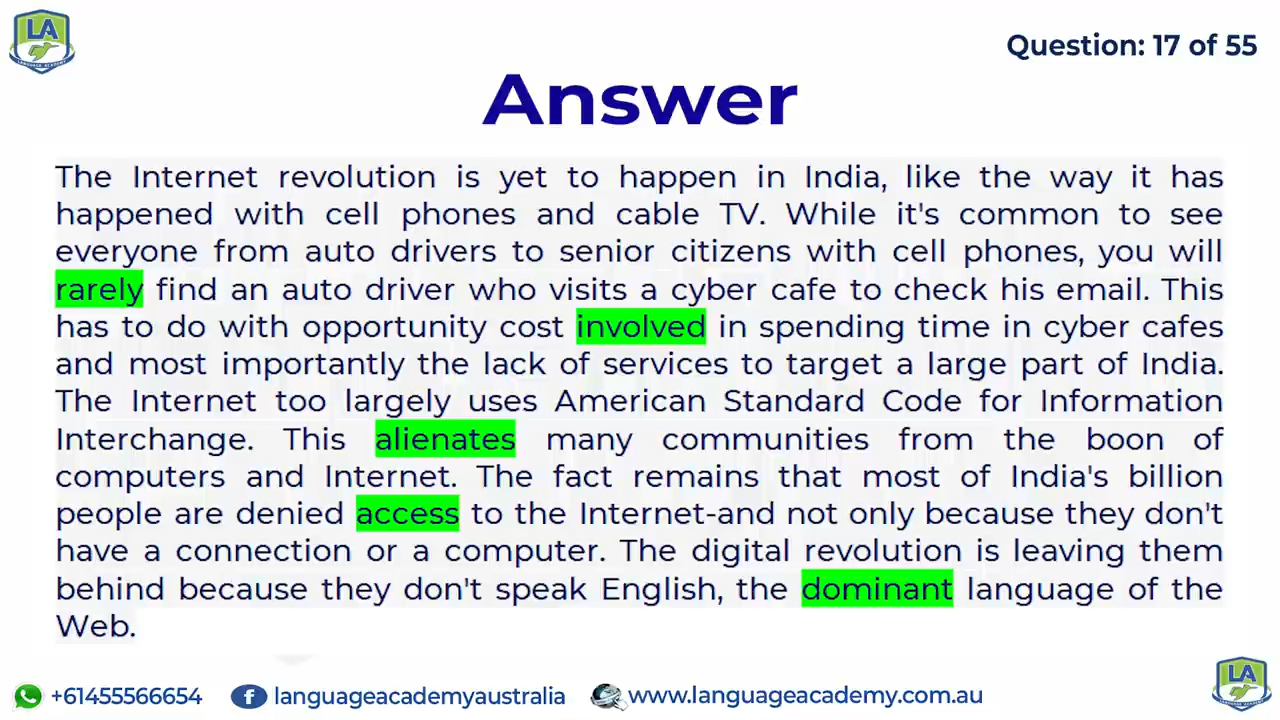 LA
LANGUAGE ACADEMY
Question: 17 of 55
Answer
The Internet revolution is yet to happen in India, like the way it has
happened with cell phones and cable TV. While it's common to see
everyone from auto drivers to senior citizens with cell phones, you will
rarely find an auto driver who visits a cyber cafe to check his email. This
has to do with opportunity cost involved in spending time in cyber cafes
and most importantly the lack of services to target a large part of India.
The Internet too largely uses American Standard Code for Information
Interchange. This alienates many communities from the boon of
computers and Internet. The fact remains that most of India's billion
people are denied access to the Internet-and not only because they don't
have a connection or a computer. The digital revolution is leaving them
behind because they don't speak English, the dominant language of the
Web.
+61455566654 languageacademyaustralia www.languageacademy.com.au
LA